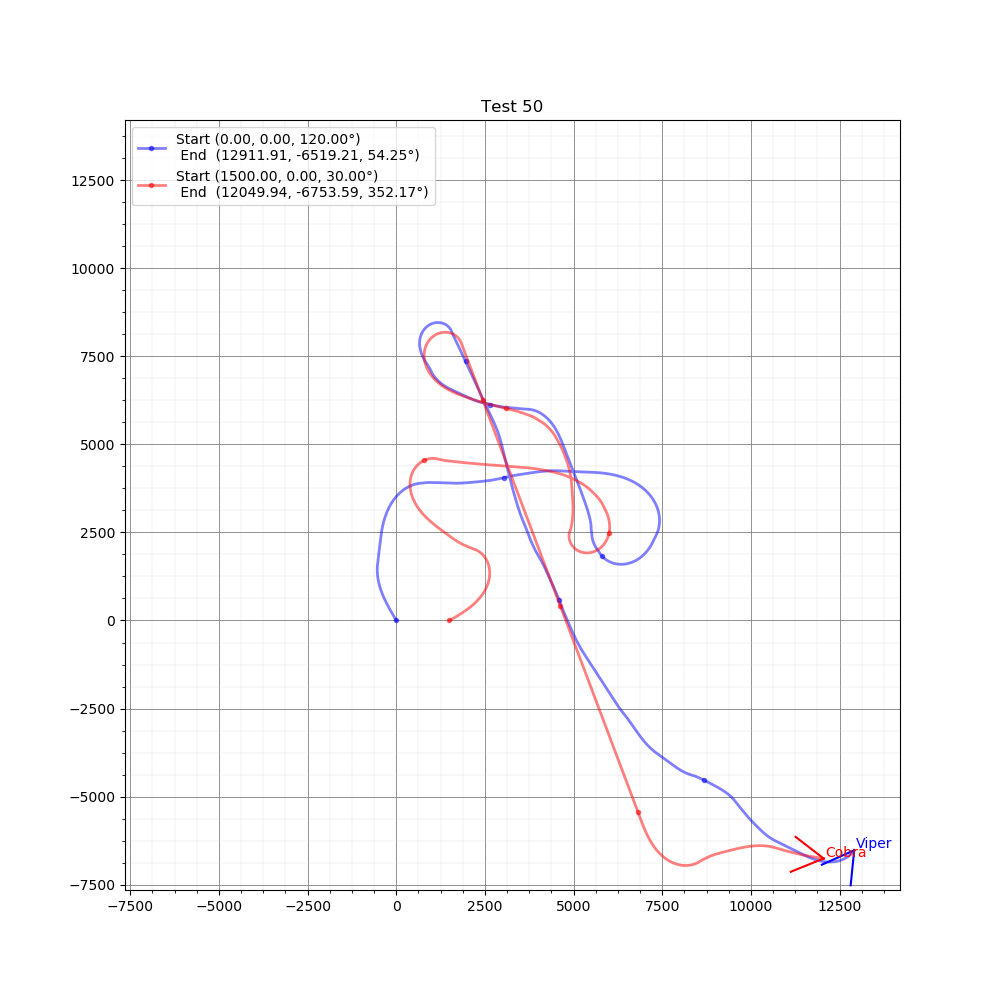 Test 50
Start (0.00, 0.00, 120.00°)
End (12911.91, -6519.21, 54.25°)
Start (1500.00, 0.00, 30.00°)
End (12049.94, -6753.59, 352.17°)
12500
10000
7500
5000
2500
0
−2500
−5000
−7500
Viper
Cobra
−7500 −5000 −2500 0 2500 5000 7500 10000 12500